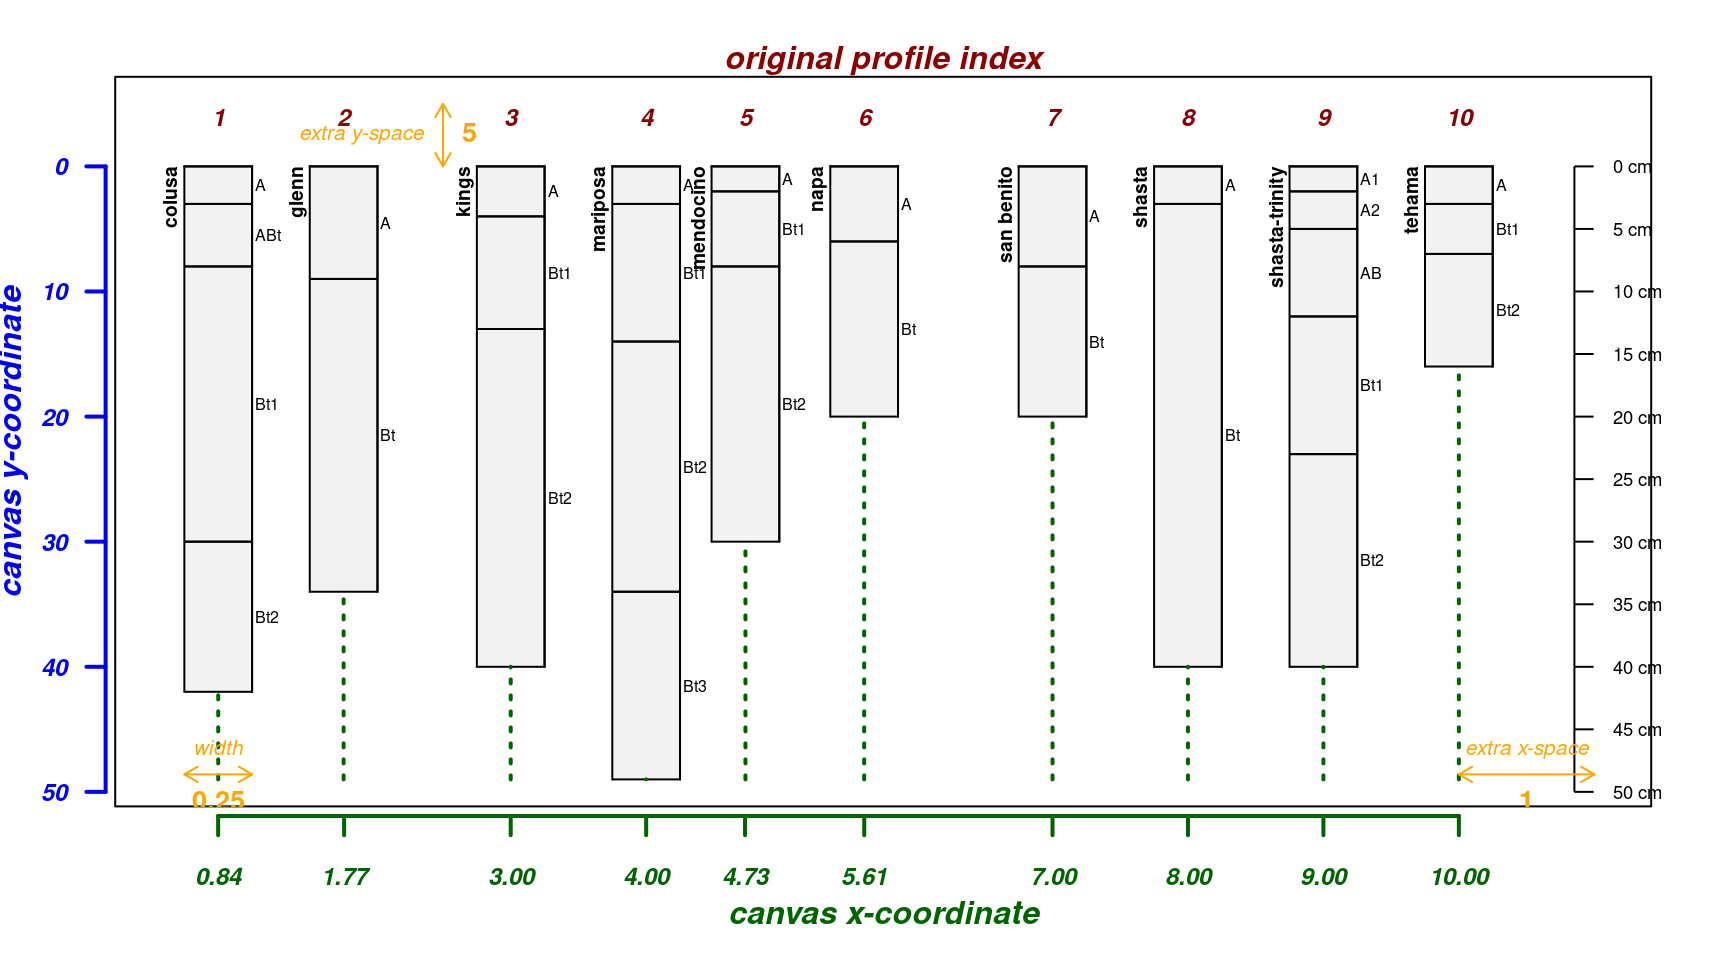 original profile index
1 2 3 4 5 6 7 8 9 10
extra y-space 5
canvas y-coordinate
0
10
20
30
40
50
colusa
A
ABt
Bt1
Bt2
glenn
A
Bt
kings
A
Bt1
Bt2
mariposa
A
Bt1
Bt2
Bt3
mendocino
A
Bt1
Bt2
napa
A
Bt
san benito
A
Bt
shasta
A
Bt
shasta-trinity
A1
A2
AB
Bt1
Bt2
tehama
A
Bt1
Bt2
0 cm
5 cm
10 cm
15 cm
20 cm
25 cm
30 cm
35 cm
40 cm
45 cm
50 cm
width
0.25
extra x-space
1
0.84 1.77 3.00 4.00 4.73 5.61 7.00 8.00 9.00 10.00
canvas x-coordinate